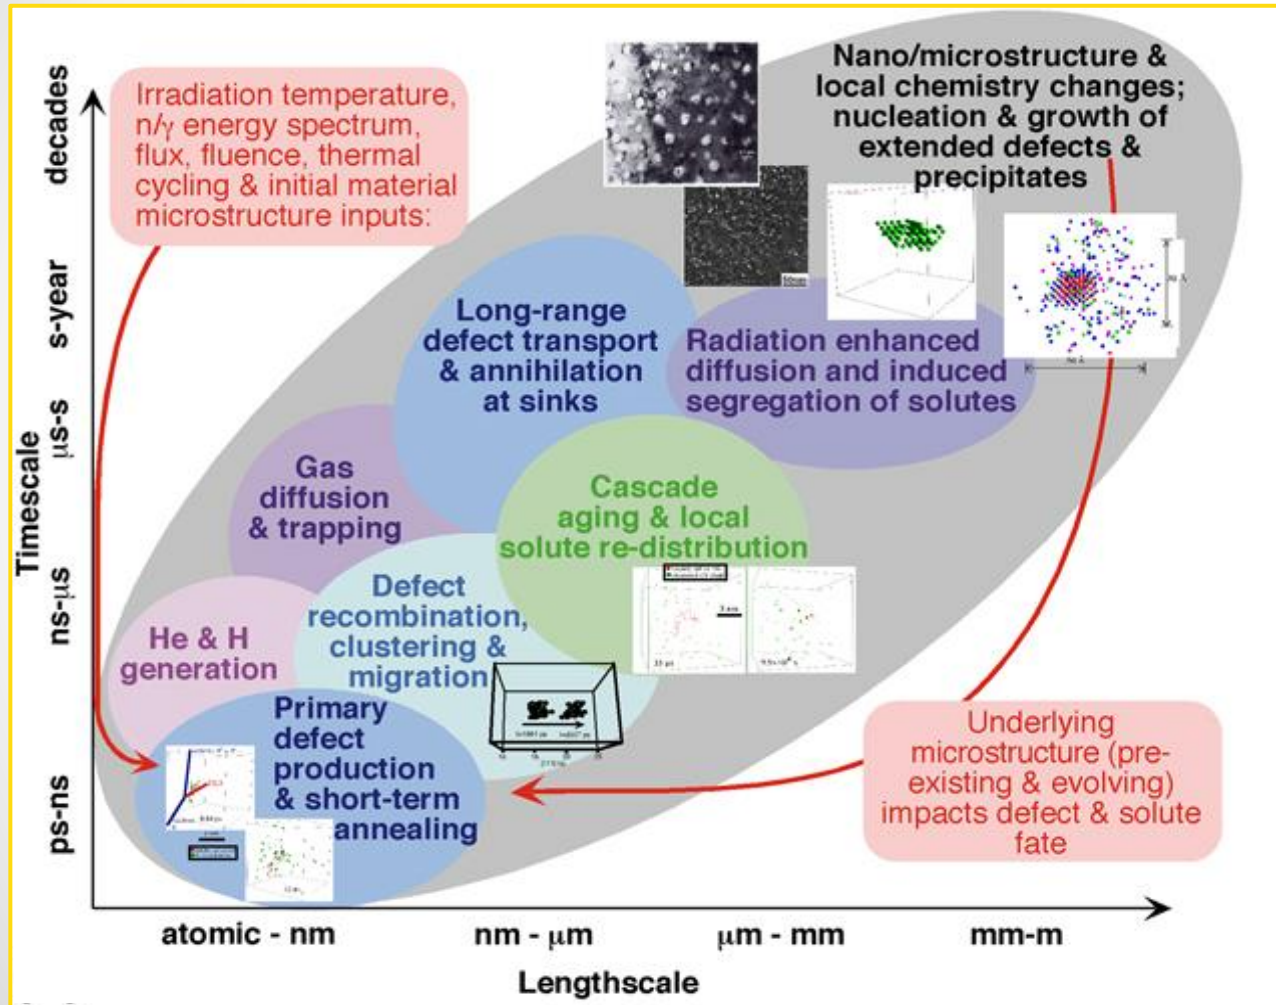 Nano/microstructure &
local chemistry changes;
nucleation & growth of
extended defects &
precipitates
Irradiation temperature,
n/γ energy spectrum,
flux, fluence, thermal
cycling & initial material
microstructure inputs:
Long-range
defect transport
& annihilation
at sinks
Radiation enhanced
diffusion and induced
segregation of solutes
Gas
diffusion
& trapping
Cascade
aging & local
solute re-distribution
Defect
recombination,
clustering &
migration
He & H
generation
Primary
defect
production
& short-term
annealing
Underlying
microstructure (pre-
existing & evolving)
impacts defect & solute
fate
Timescale
decades
s-year
μs-s
ns-μs
ps-ns
atomic - nm
nm - μm
μm - mm
mm-m
Lengthscale